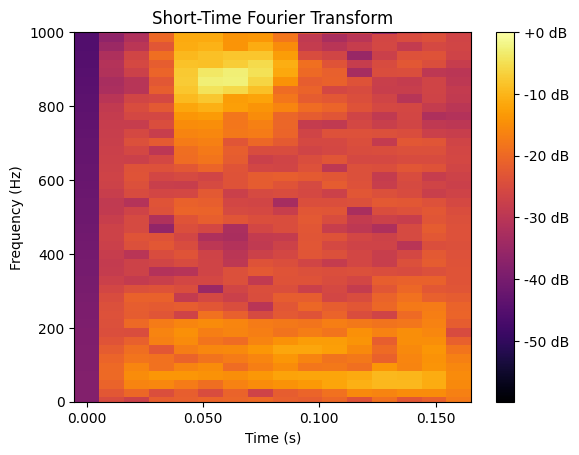 Short-Time Fourier Transform
1000
800
600
400
200
0
Frequency (Hz)
0.000
0.050
0.100
0.150
Time (s)
+0 dB
-10 dB
-20 dB
-30 dB
-40 dB
-50 dB